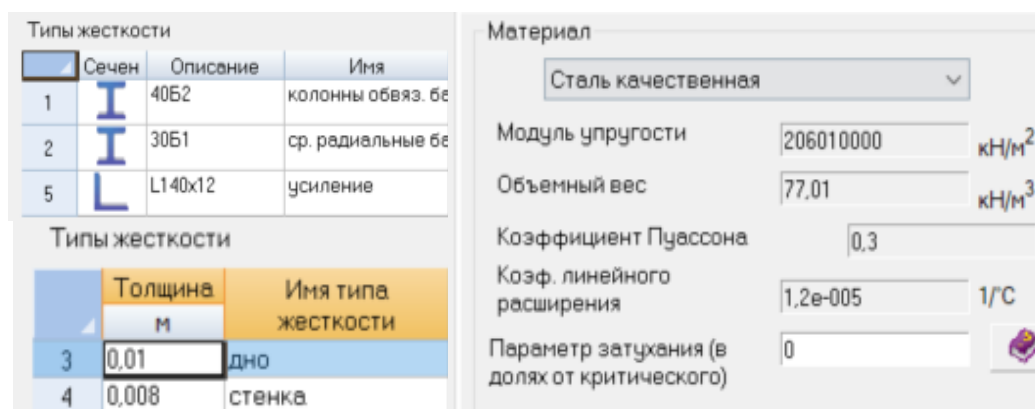 Типы жесткости
Сечен Описание Имя
1 40Б2 колонны обвяз. ба
2 30Б1 ср. радиальные ба
5 L140x12 усиление
Типы жесткости
Толщина Имя типа
м жесткости
3 0,01 дно
4 0,008 стенка
Материал
Сталь качественная
Модуль упругости 206010000 кН/м²
Объемный вес 77,01 кН/м³
Коэффициент Пуассона 0,3
Коэф. линейного
расширения 1,2e-005 1/°C
Параметр затухания (в 0
долях от критического)